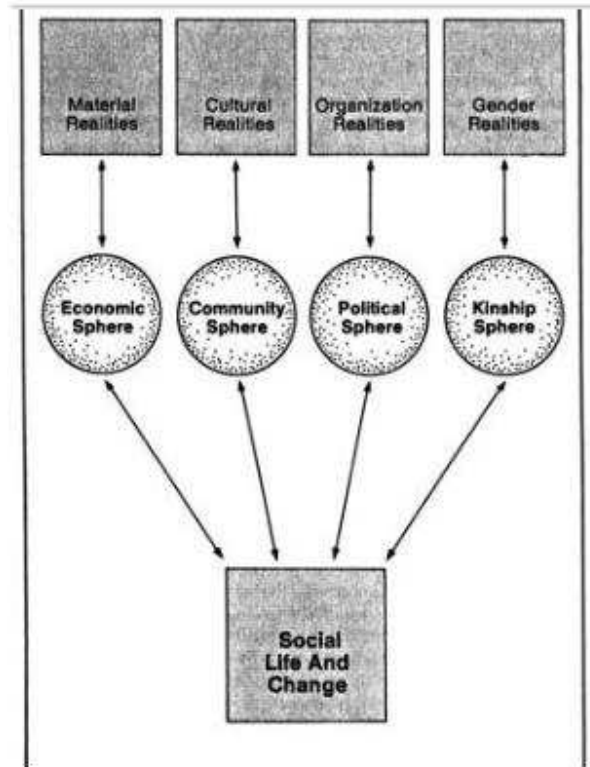 Material
Realities
Cultural
Realities
Organization
Realities
Gender
Realities
Economic
Sphere
Community
Sphere
Political
Sphere
Kinship
Sphere
Social
Life And
Change